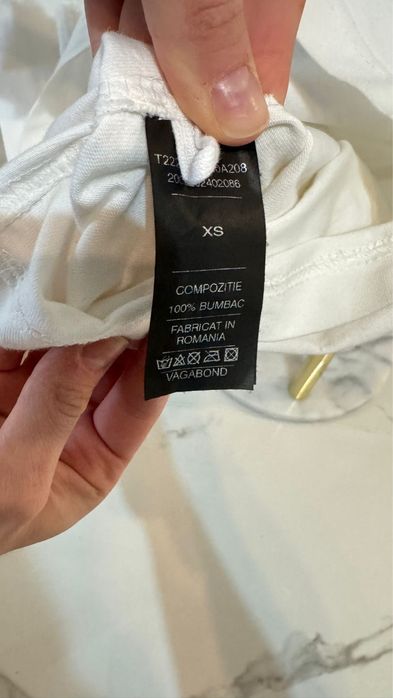 XS
COMPOZITIE
100% BUMBAC
FABRICAT IN
ROMANIA
VAGABOND